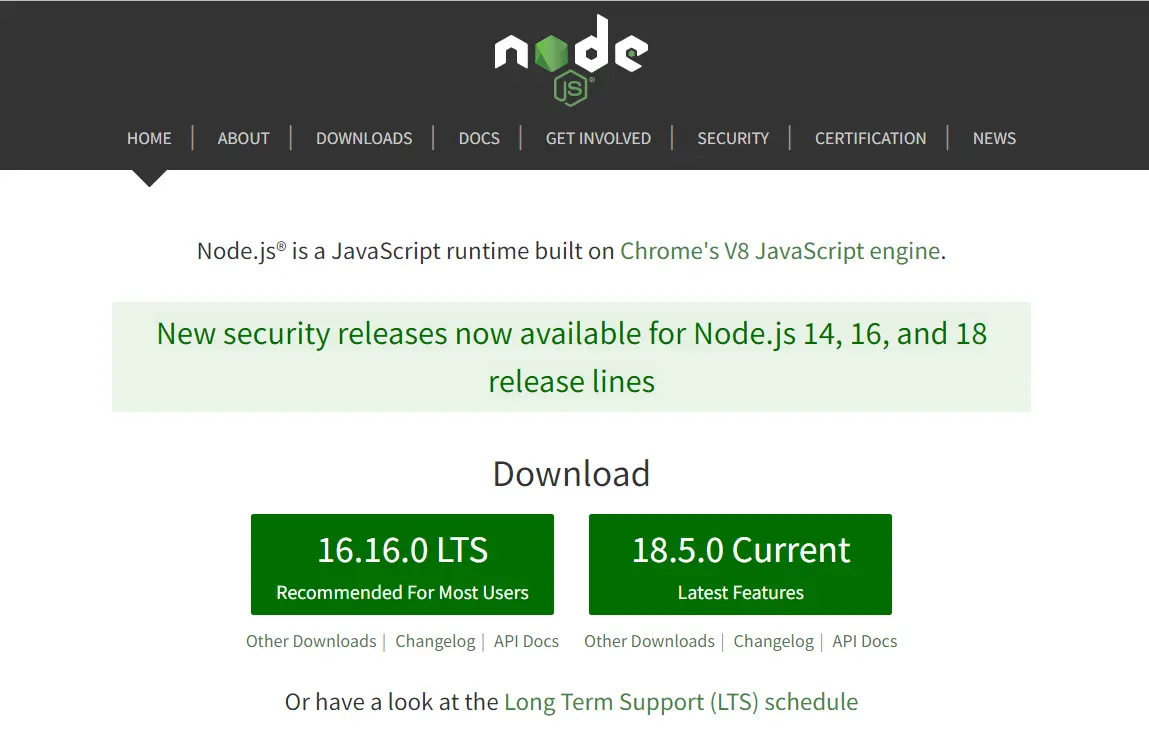 node
JS®
HOME | ABOUT | DOWNLOADS | DOCS | GET INVOLVED | SECURITY | CERTIFICATION | NEWS
Node.js® is a JavaScript runtime built on Chrome's V8 JavaScript engine.
New security releases now available for Node.js 14, 16, and 18
release lines
Download
16.16.0 LTS
Recommended For Most Users
18.5.0 Current
Latest Features
Other Downloads | Changelog | API Docs
Other Downloads | Changelog | API Docs
Or have a look at the Long Term Support (LTS) schedule